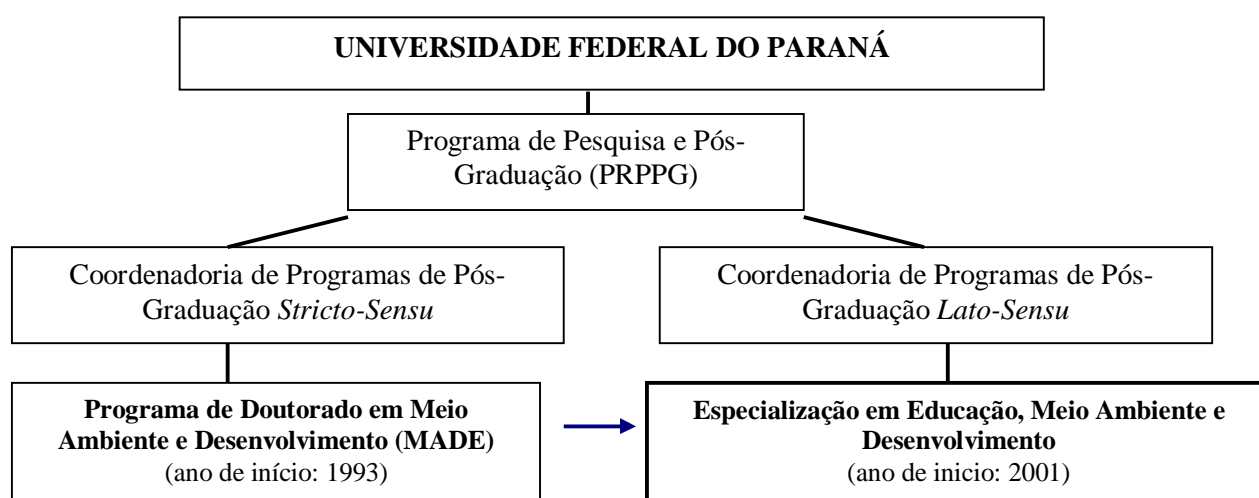 UNIVERSIDADE FEDERAL DO PARANÁ
Programa de Pesquisa e Pós-
Graduação (PRPPG)
Coordenadoria de Programas de Pós-
Graduação Stricto-Sensu
Coordenadoria de Programas de Pós-
Graduação Lato-Sensu
Programa de Doutorado em Meio
Ambiente e Desenvolvimento (MADE)
(ano de início: 1993)
Especialização em Educação, Meio Ambiente e
Desenvolvimento
(ano de inicio: 2001)